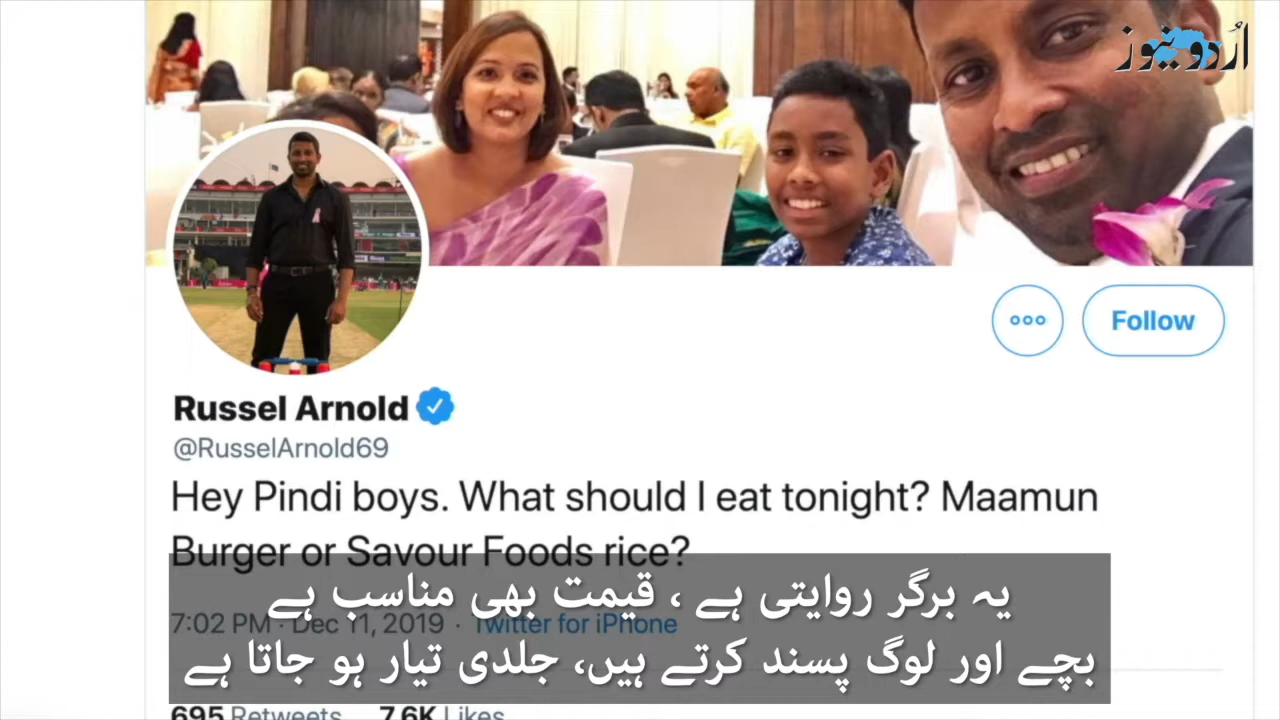 اُردو نیوز
Follow
Russel Arnold
@RusselArnold69
Hey Pindi boys. What should I eat tonight? Maamun
Burger or Savour Foods rice?
یہ برگر روایتی ہے ، قیمت بھی مناسب ہے
7:02 PM · Dec 11, 2019 · Twitter for iPhone
بچے اور لوگ پسند کرتے ہیں، جلدی تیار ہو جاتا ہے
695 Retweets 7.6K Likes